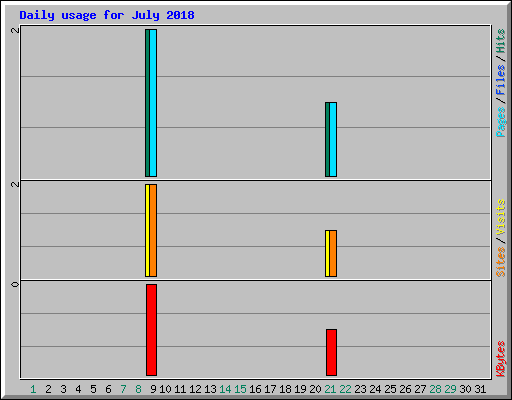 Daily usage for July 2018
2
2
0
Pages / Files / Hits
Sites / Visits
KBytes
1 2 3 4 5 6 7 8 9 10 11 12 13 14 15 16 17 18 19 20 21 22 23 24 25 26 27 28 29 30 31